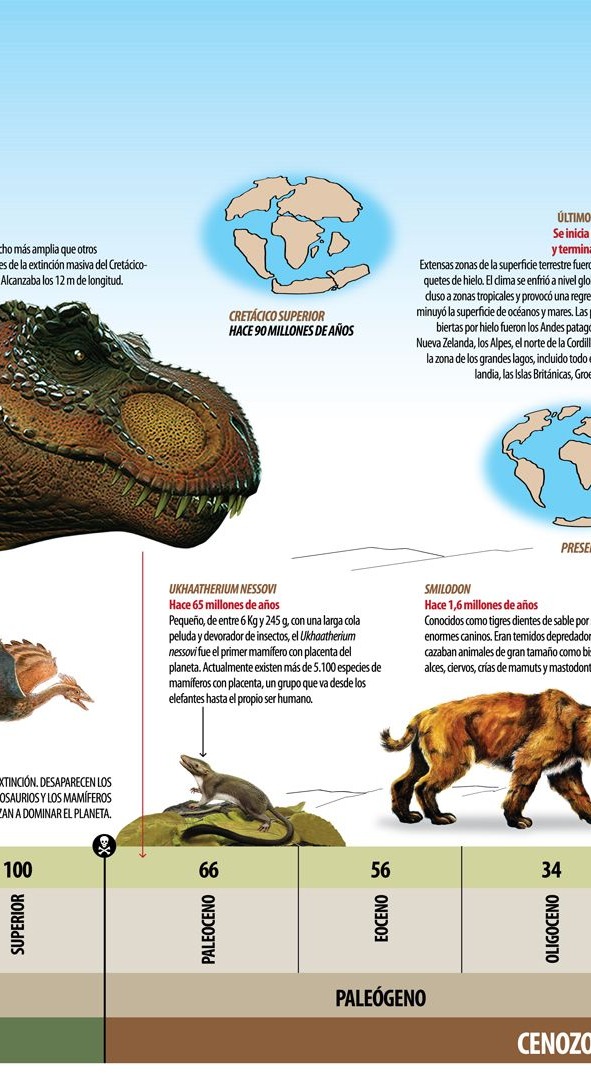 cho más amplia que otros
es de la extinción masiva del Cretácico-
Alcanzaba los 12 m de longitud.
CRETÁCICO SUPERIOR
HACE 90 MILLONES DE AÑOS
ÚLTIMO
Se inicia
y termina
Extensas zonas de la superficie terrestre fuero
quetes de hielo. El clima se enfrió a nivel glo
cluso a zonas tropicales y provocó una regre
minuyó la superficie de océanos y mares. Las p
biertas por hielo fueron los Andes patagó
Nueva Zelanda, los Alpes, el norte de la Cordille
la zona de los grandes lagos, incluido todo e
landia, las Islas Británicas, Groe
PRESE
UKHAATHERIUM NESSOVI
Hace 65 millones de años
Pequeño, de entre 6 Kg y 245 g, con una larga cola
peluda y devorador de insectos, el Ukhaatherium
nessovi fue el primer mamífero con placenta del
planeta. Actualmente existen más de 5.100 especies de
mamíferos con placenta, un grupo que va desde los
elefantes hasta el propio ser humano.
SMILODON
Hace 1,6 millones de años
Conocidos como tigres dientes de sable por
enormes caninos. Eran temidos depredador
cazaban animales de gran tamaño como bis
alces, ciervos, crías de mamuts y mastodont
XTINCIÓN. DESAPARECEN LOS
OSAURIOS Y LOS MAMÍFEROS
ZAN A DOMINAR EL PLANETA.
100
66
56
34
SUPERIOR
PALEOCENO
EOCENO
OLIGOCENO
PALEÓGENO
CENOZO